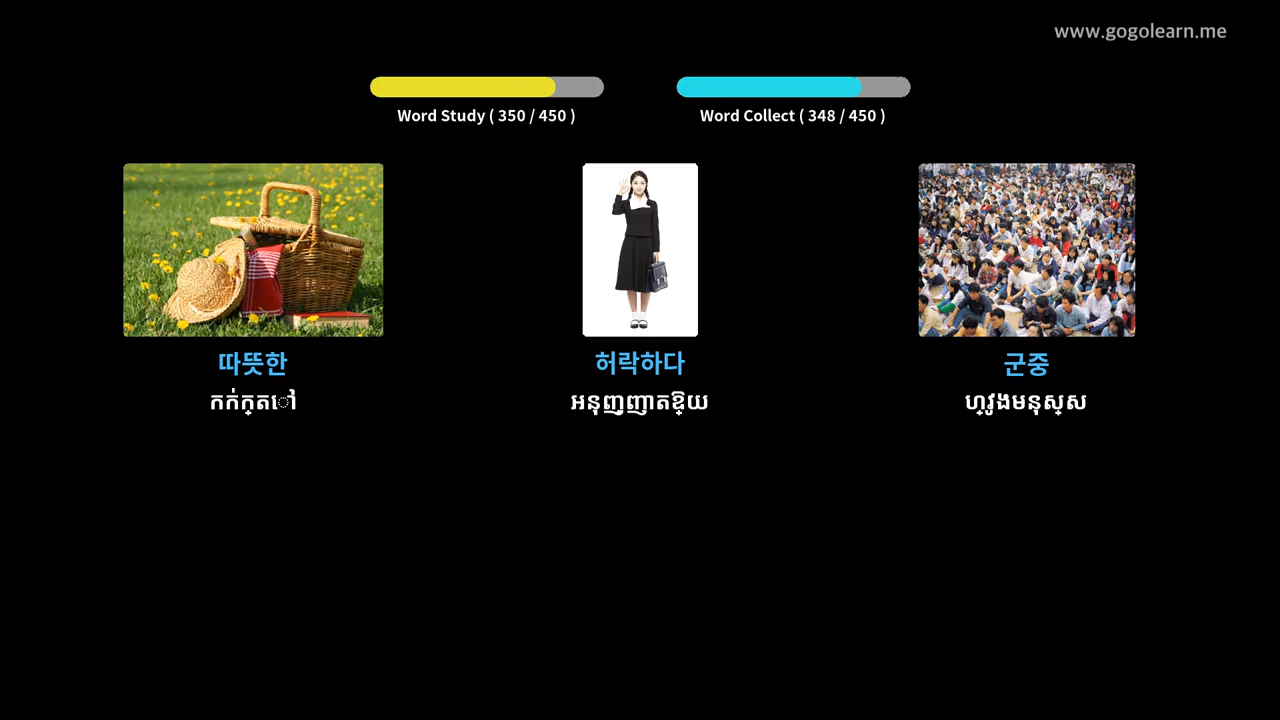 www.gogolearn.me
Word Study ( 350 / 450 )
Word Collect ( 348 / 450 )
따뜻한
허락하다
군중
កក់ក្តៅ
អនុញ្ញាតឱ្យ
ហ្វូងមនុស្ស